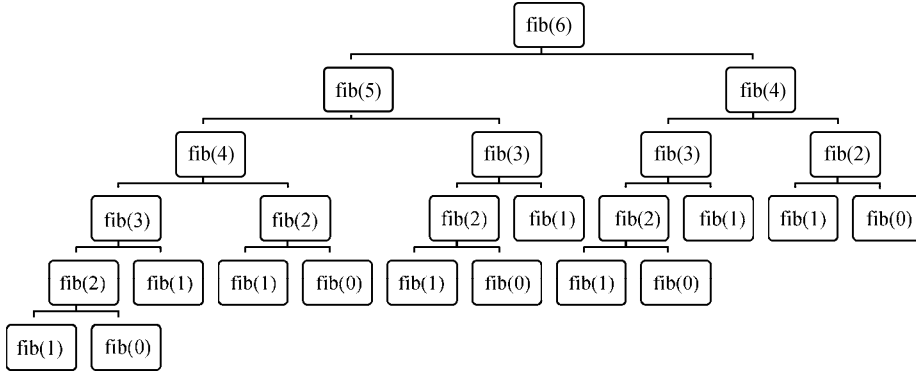 fib(6)
fib(5) fib(4)
fib(4) fib(3) fib(3) fib(2)
fib(3) fib(2) fib(2) fib(1) fib(2) fib(1) fib(1) fib(0)
fib(2) fib(1) fib(1) fib(0) fib(1) fib(0) fib(1) fib(0)
fib(1) fib(0)